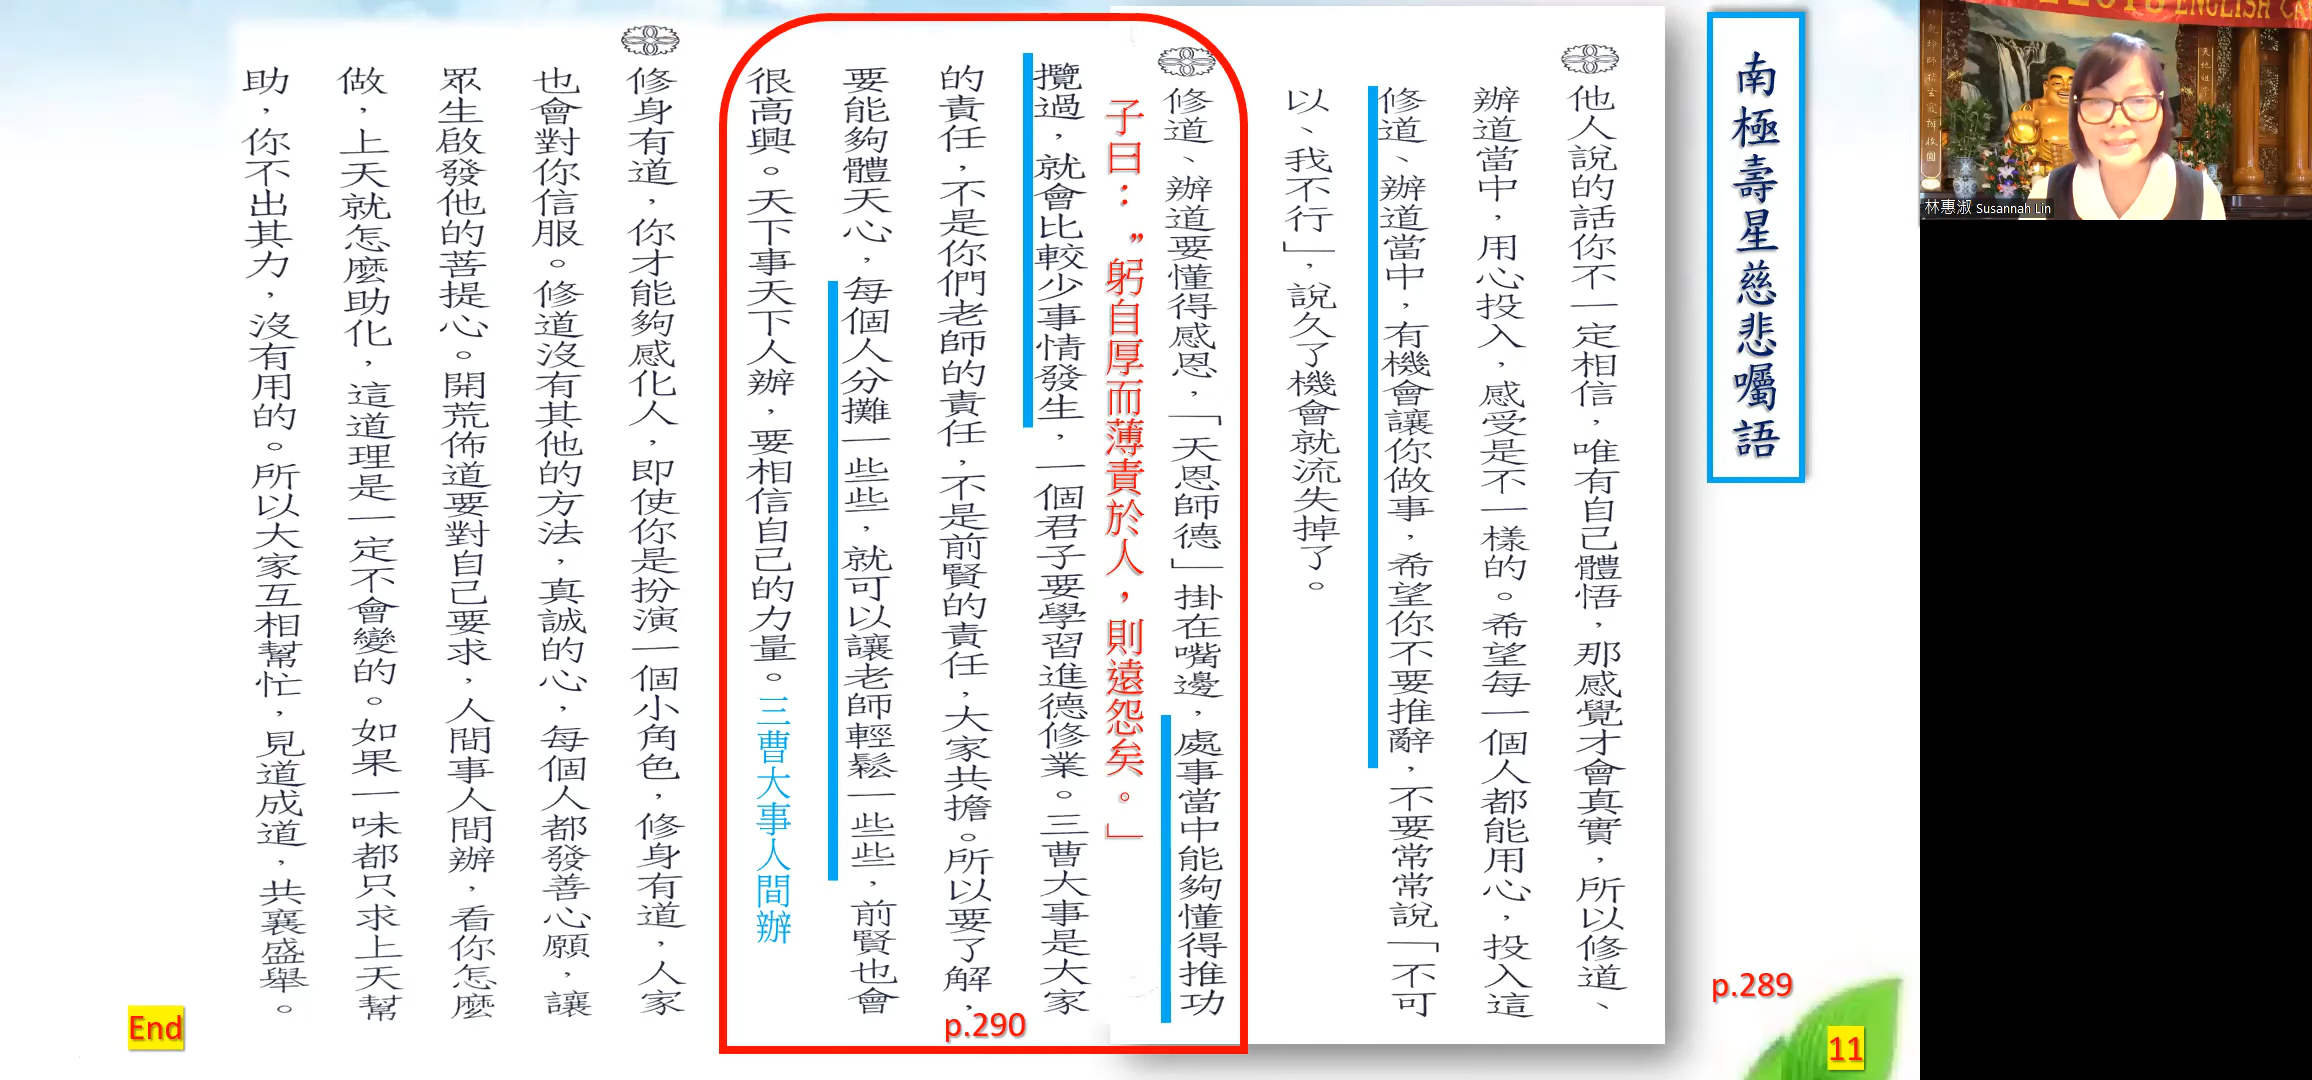 南極壽星慈悲囑語
他人說的話你不一定相信，唯有自己體悟，那感覺才會真實，所以修道、
辦道當中，用心投入，感受是不一樣的。希望每一個人都能用心，投入這
修道、辦道當中，有機會讓你做事，希望你不要推辭，不要常常說「不可
以、我不行」，說久了機會就流失掉了。
p.289
修道、辦道要懂得感恩，「天恩師德」掛在嘴邊，處事當中能夠懂得推功
子曰：”躬自厚而薄責於人，則遠怨矣。」
攬過，就會比較少事情發生，一個君子要學習進德修業。三曹大事是大家
的責任，不是你們老師的責任，不是前賢的責任，大家共擔。所以要了解，
要能夠體天心，每個人分攤一些些，就可以讓老師輕鬆一些些，前賢也會
很高興。天下事天下人辦，要相信自己的力量。三曹大事人間辦
p.290
修身有道，你才能夠感化人，即使你是扮演一個小角色，修身有道，人家
也會對你信服。修道沒有其他的方法，真誠的心，每個人都發善心願，讓
眾生啟發他的菩提心。開荒佈道要對自己要求，人間事人間辦，看你怎麼
做，上天就怎麼助化，這道理是一定不會變的。如果一味都只求上天幫
助，你不出其力，沒有用的。所以大家互相幫忙，見道成道，共襄盛舉。
End
11
林惠淑 Susannah Lin
ENGLISH